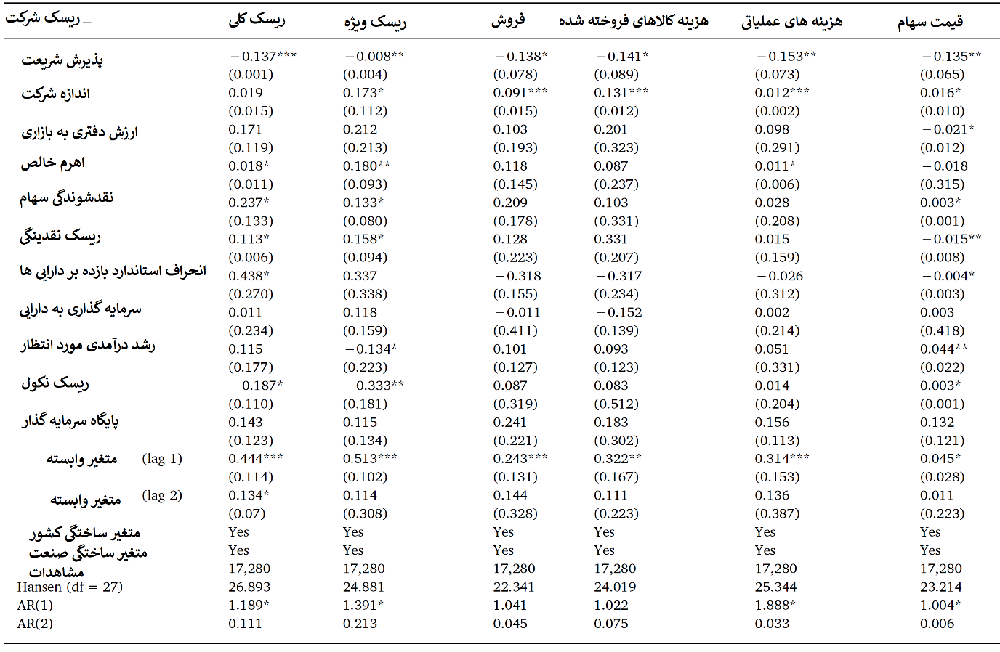 ریسک شرکت = ریسک کلی ریسک ویژه فروش هزینه کالاهای فروخته شده هزینه های عملیاتی قیمت سهام
پذیرش شریعت −0.137*** −0.008** −0.138* −0.141* −0.153** −0.135**
(0.001) (0.004) (0.078) (0.089) (0.073) (0.065)
اندازه شرکت 0.019 0.173* 0.091*** 0.131*** 0.012*** 0.016*
(0.015) (0.112) (0.015) (0.012) (0.002) (0.010)
ارزش دفتری به بازاری 0.171 0.212 0.103 0.201 0.098 −0.021*
(0.119) (0.213) (0.193) (0.323) (0.291) (0.012)
اهرم خالص 0.018* 0.180** 0.118 0.087 0.011* −0.018
(0.011) (0.093) (0.145) (0.237) (0.006) (0.315)
نقدشوندگی سهام 0.237* 0.133* 0.209 0.103 0.028 0.003*
(0.133) (0.080) (0.178) (0.331) (0.208) (0.001)
ریسک نقدینگی 0.113* 0.158* 0.128 0.331 0.015 −0.015**
(0.006) (0.094) (0.223) (0.207) (0.159) (0.008)
انحراف استاندارد بازده بر دارایی ها 0.438* 0.337 −0.318 −0.317 −0.026 −0.004*
(0.270) (0.338) (0.155) (0.234) (0.312) (0.003)
سرمایه گذاری به دارایی 0.011 0.118 −0.011 −0.152 0.002 0.003
(0.234) (0.159) (0.411) (0.139) (0.214) (0.418)
رشد درآمدی مورد انتظار 0.115 −0.134* 0.101 0.093 0.051 0.044**
(0.177) (0.223) (0.127) (0.123) (0.331) (0.022)
ریسک نکول −0.187* −0.333** 0.087 0.083 0.014 0.003*
(0.110) (0.181) (0.319) (0.512) (0.204) (0.001)
پایگاه سرمایه گذار 0.143 0.115 0.241 0.183 0.156 0.132
(0.123) (0.134) (0.221) (0.302) (0.113) (0.121)
متغیر وابسته (lag 1) 0.444*** 0.513*** 0.243*** 0.322** 0.314*** 0.045*
(0.114) (0.102) (0.131) (0.167) (0.153) (0.028)
متغیر وابسته (lag 2) 0.134* 0.114 0.144 0.111 0.136 0.011
(0.07) (0.308) (0.328) (0.223) (0.387) (0.223)
متغیر ساختگی کشور Yes Yes Yes Yes Yes Yes
متغیر ساختگی صنعت Yes Yes Yes Yes Yes Yes
مشاهدات 17,280 17,280 17,280 17,280 17,280 17,280
Hansen (df = 27) 26.893 24.881 22.341 24.019 25.344 23.214
AR(1) 1.189* 1.391* 1.041 1.022 1.888* 1.004*
AR(2) 0.111 0.213 0.045 0.075 0.033 0.006